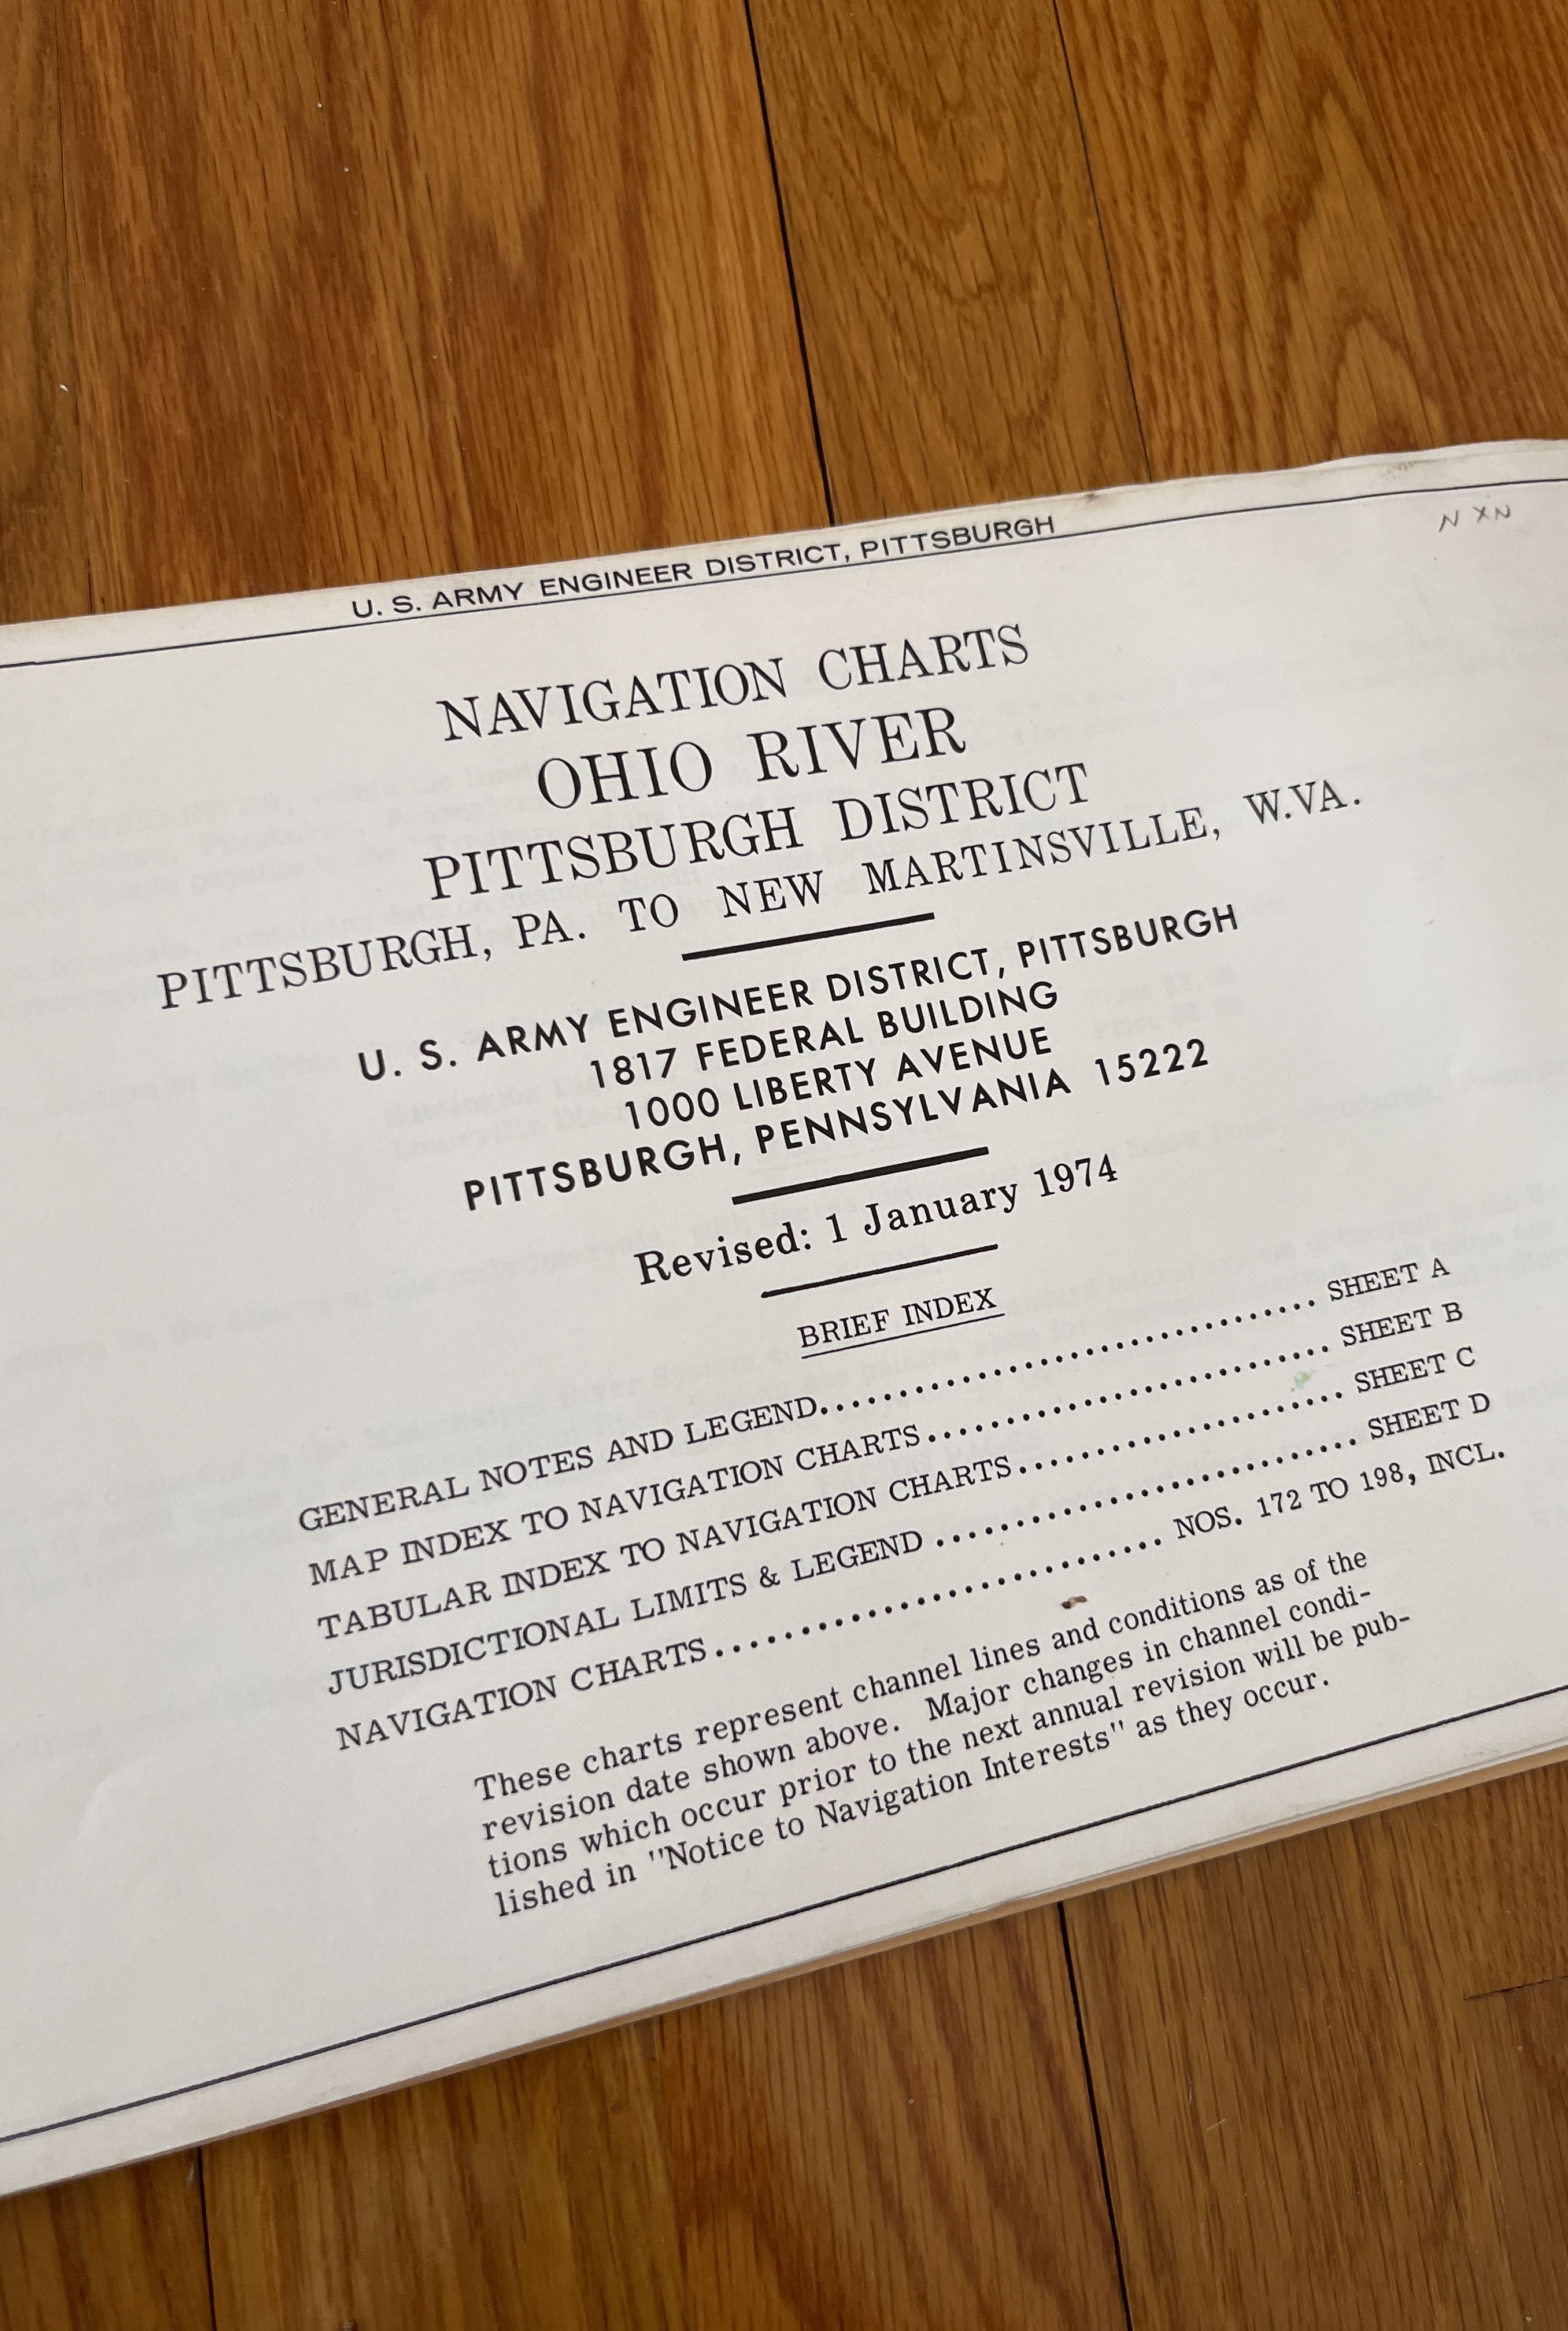 U. S. ARMY ENGINEER DISTRICT, PITTSBURGH
N X N
NAVIGATION CHARTS
OHIO RIVER
PITTSBURGH DISTRICT
PITTSBURGH, PA. TO NEW MARTINSVILLE, W.VA.
U. S. ARMY ENGINEER DISTRICT, PITTSBURGH
1817 FEDERAL BUILDING
1000 LIBERTY AVENUE
PITTSBURGH, PENNSYLVANIA 15222
Revised: 1 January 1974
BRIEF INDEX
GENERAL NOTES AND LEGEND.................................... SHEET A
MAP INDEX TO NAVIGATION CHARTS............................. SHEET B
TABULAR INDEX TO NAVIGATION CHARTS....................... SHEET C
JURISDICTIONAL LIMITS & LEGEND .............................. SHEET D
NAVIGATION CHARTS............................... NOS. 172 TO 198, INCL.
These charts represent channel lines and conditions as of the
revision date shown above. Major changes in channel condi-
tions which occur prior to the next annual revision will be pub-
lished in "Notice to Navigation Interests" as they occur.